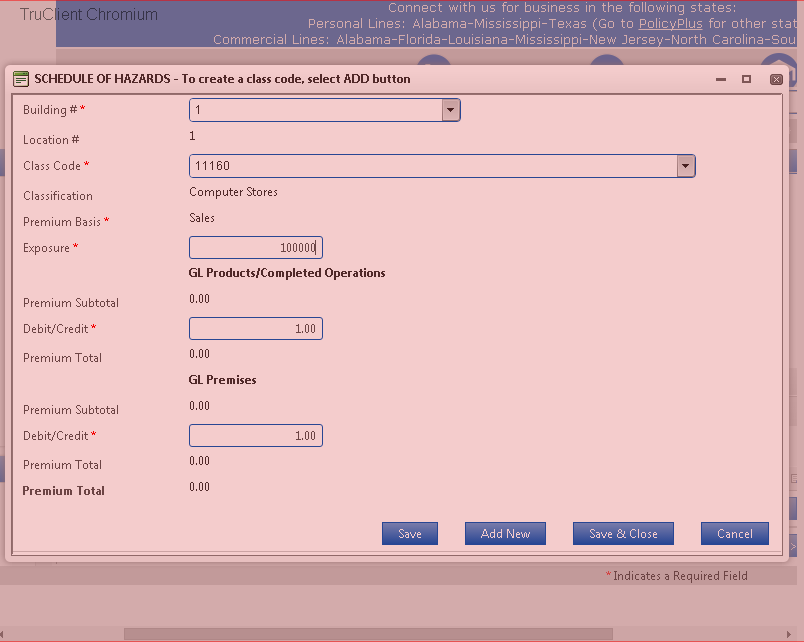 TruClient Chromium
Connect with us for business in the following states:
Personal Lines: Alabama-Mississippi-Texas (Go to PolicyPlus for other stat
Commercial Lines: Alabama-Florida-Louisiana-Mississippi-New Jersey-North Carolina-Sou
SCHEDULE OF HAZARDS - To create a class code, select ADD button
Building # * 1
Location # 1
Class Code * 11160
Classification Computer Stores
Premium Basis * Sales
Exposure * 100000
GL Products/Completed Operations
Premium Subtotal 0.00
Debit/Credit * 1.00
Premium Total 0.00
GL Premises
Premium Subtotal 0.00
Debit/Credit * 1.00
Premium Total 0.00
Premium Total 0.00
Save Add New Save & Close Cancel
* Indicates a Required Field